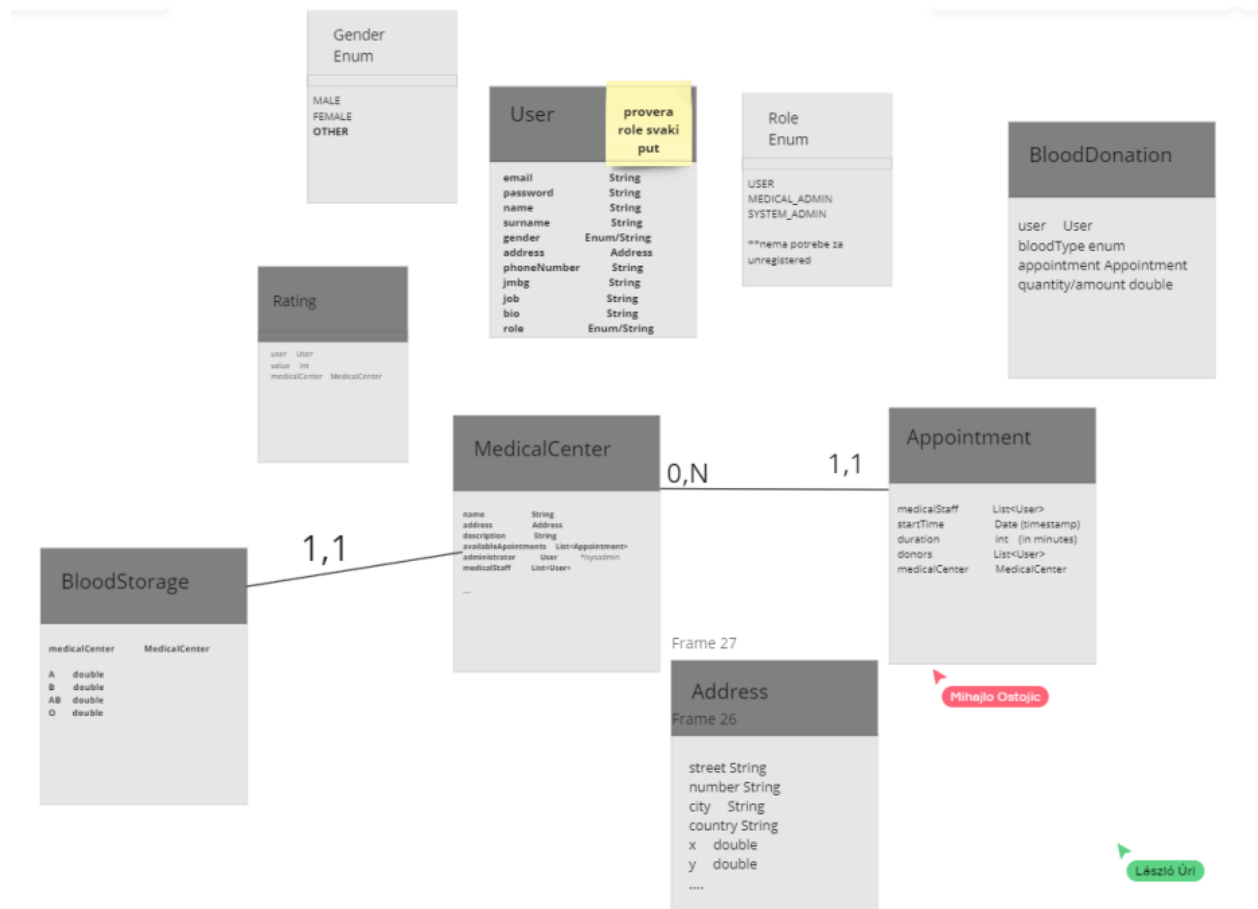 Gender
Enum
MALE
FEMALE
OTHER
User
provera
role svaki
put
email String
password String
name String
surname String
gender Enum/String
address Address
phoneNumber String
jmbg String
job String
bio String
role Enum/String
Role
Enum
USER
MEDICAL_ADMIN
SYSTEM_ADMIN
**nema potrebe za
unregistered
BloodDonation
user User
bloodType enum
appointment Appointment
quantity/amount double
Rating
user User
value int
medicalCenter MedicalCenter
MedicalCenter
name String
address Address
description String
availableApointments List<Appointment>
administrator User *sysadmin
medicalStaff List<User>
...
0,N
1,1
Appointment
medicalStaff List<User>
startTime Date (timestamp)
duration int (in minutes)
donors List<User>
medicalCenter MedicalCenter
1,1
BloodStorage
medicalCenter MedicalCenter
A double
B double
AB double
O double
Frame 27
Address
Frame 26
street String
number String
city String
country String
x double
y double
....
Mihajlo Ostojic
László Úri